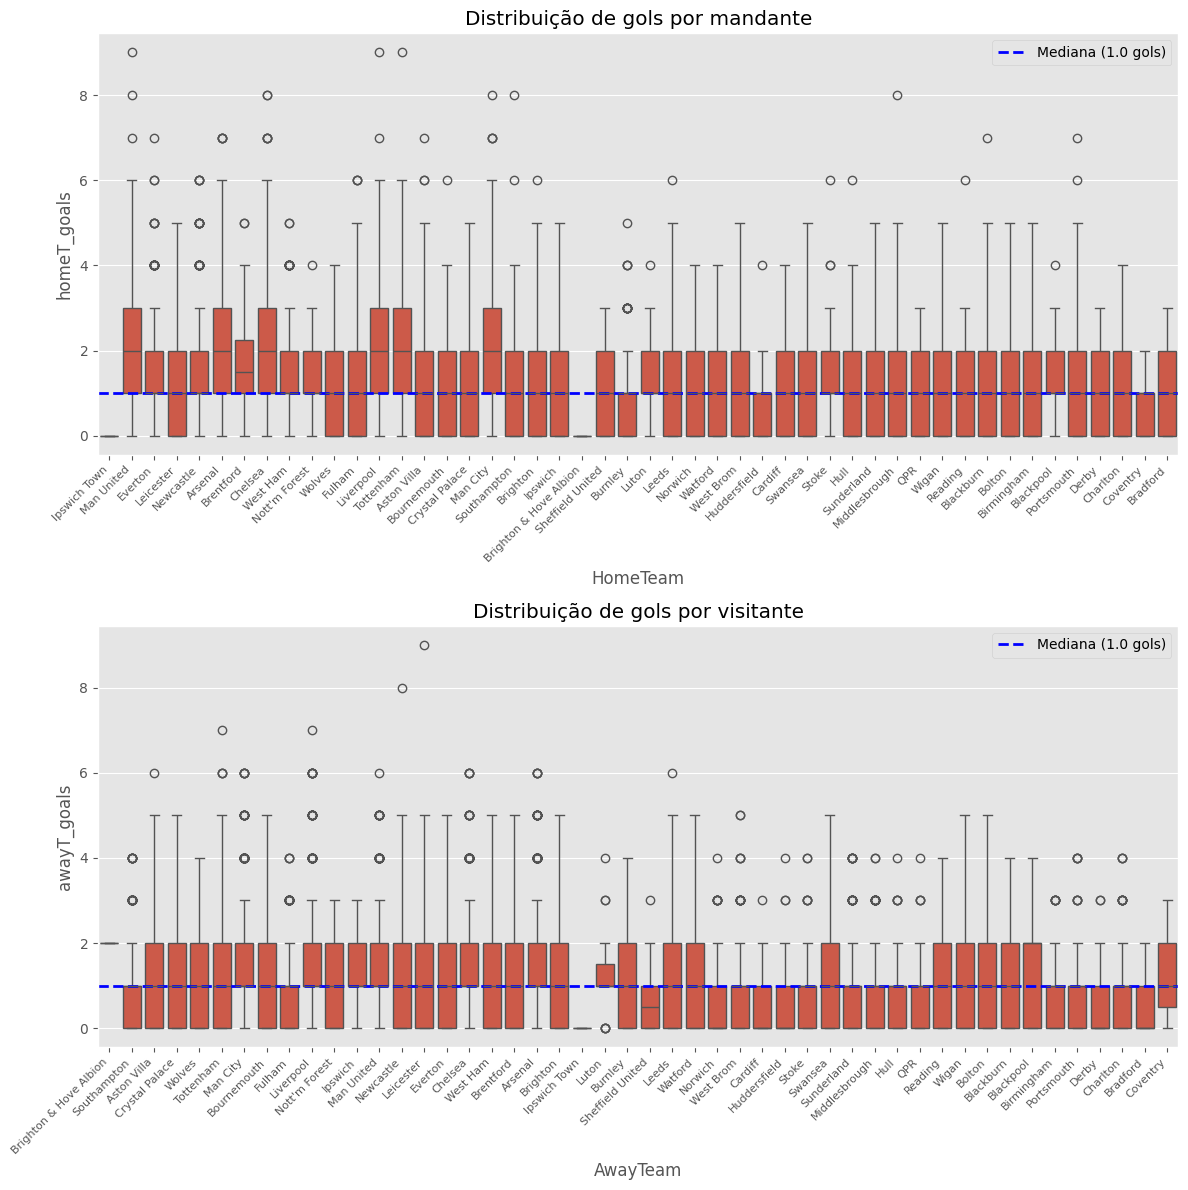 Distribuição de gols por mandante
Mediana (1.0 gols)
homeT_goals
8
6
4
2
0
Ipswich Town
Man United
Everton
Leicester
Newcastle
Arsenal
Brentford
Chelsea
West Ham
Nott'm Forest
Wolves
Fulham
Liverpool
Tottenham
Aston Villa
Bournemouth
Crystal Palace
Man City
Southampton
Brighton
Ipswich
Brighton & Hove Albion
Sheffield United
Burnley
Luton
Leeds
Norwich
Watford
West Brom
Huddersfield
Cardiff
Swansea
Stoke
Hull
Sunderland
Middlesbrough
QPR
Wigan
Reading
Blackburn
Bolton
Birmingham
Blackpool
Portsmouth
Derby
Charlton
Coventry
Bradford
HomeTeam
Distribuição de gols por visitante
Mediana (1.0 gols)
awayT_goals
8
6
4
2
0
Brighton & Hove Albion
Southampton
Aston Villa
Crystal Palace
Wolves
Tottenham
Man City
Bournemouth
Fulham
Liverpool
Nott'm Forest
Ipswich
Man United
Newcastle
Leicester
Everton
Chelsea
West Ham
Brentford
Arsenal
Brighton
Ipswich Town
Luton
Burnley
Sheffield United
Leeds
Watford
Norwich
West Brom
Cardiff
Huddersfield
Stoke
Swansea
Sunderland
Middlesbrough
Hull
QPR
Reading
Wigan
Bolton
Blackburn
Blackpool
Birmingham
Portsmouth
Derby
Charlton
Bradford
Coventry
AwayTeam